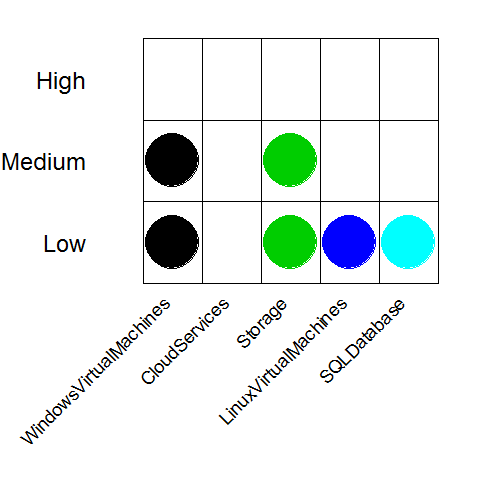 High
Medium
Low
WindowsVirtualMachines
CloudServices
Storage
LinuxVirtualMachines
SQLDatabase